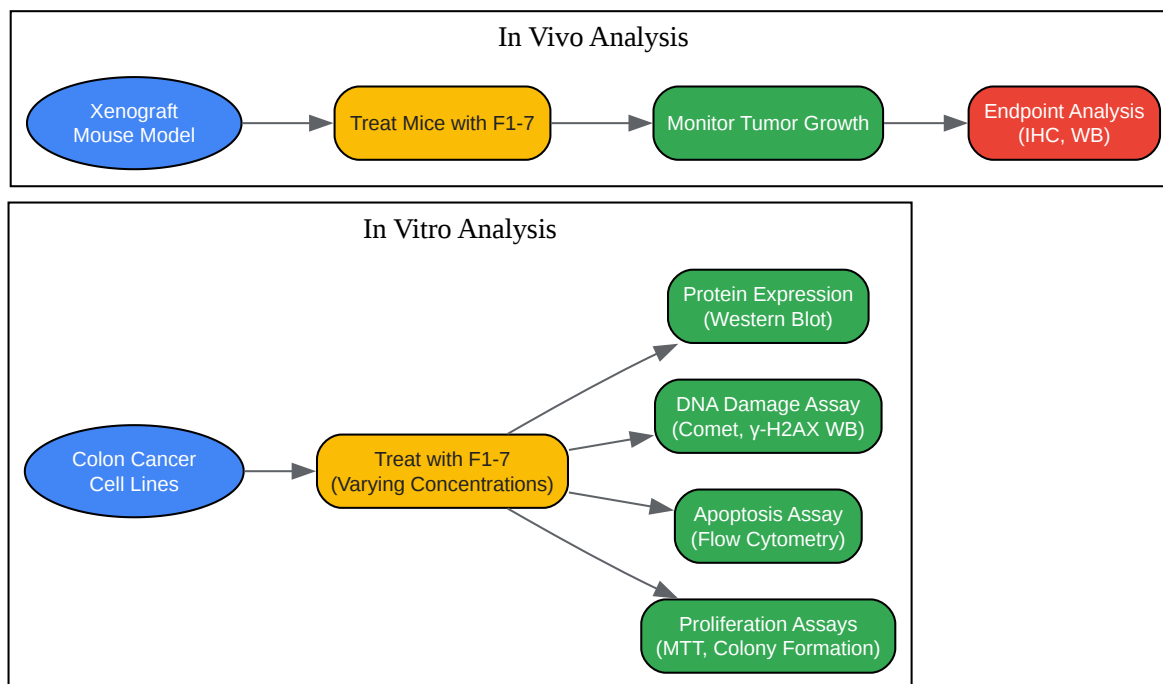 In Vivo Analysis
Xenograft
Mouse Model
Treat Mice with F1-7
Monitor Tumor Growth
Endpoint Analysis
(IHC, WB)
In Vitro Analysis
Colon Cancer
Cell Lines
Treat with F1-7
(Varying Concentrations)
Protein Expression
(Western Blot)
DNA Damage Assay
(Comet, γ-H2AX WB)
Apoptosis Assay
(Flow Cytometry)
Proliferation Assays
(MTT, Colony Formation)